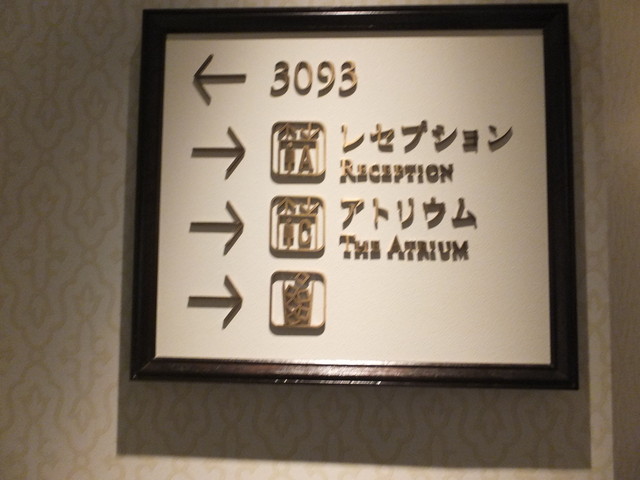 ← 3093
→ A レセプション
RECEPTION
→ C アトリウム
THE ATRIUM
→